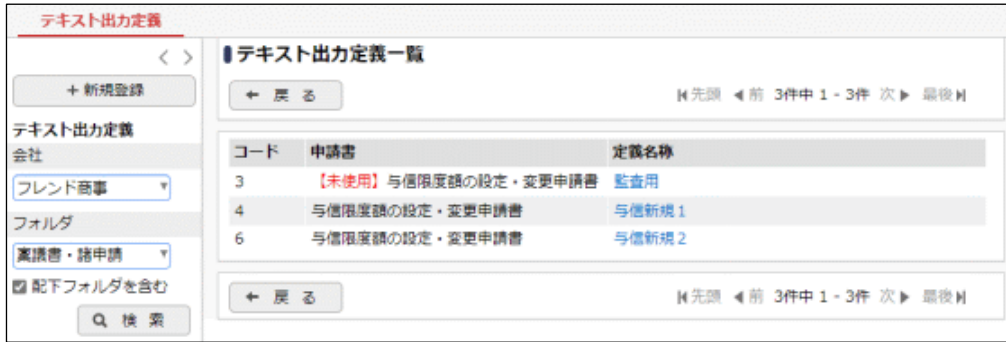 テキスト出力定義
< >
+ 新規登録
テキスト出力定義
会社
フレンド商事
フォルダ
稟議書・諸申請
配下フォルダを含む
検 索
テキスト出力定義一覧
戻 る
先頭 前 3件中 1 - 3件 次 最後
コード 申請書 定義名称
3 【未使用】与信限度額の設定・変更申請書 監査用
4 与信限度額の設定・変更申請書 与信新規1
6 与信限度額の設定・変更申請書 与信新規2
戻 る
先頭 前 3件中 1 - 3件 次 最後